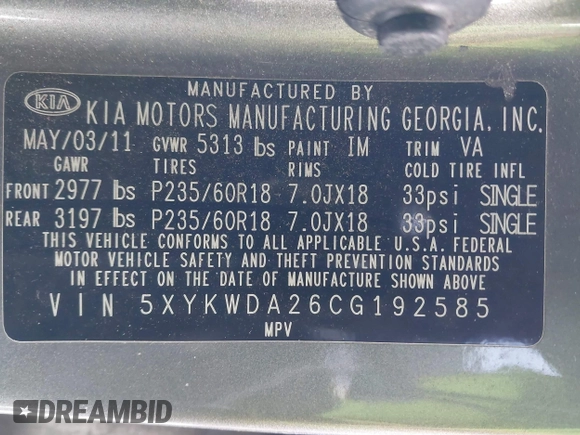 MANUFACTURED BY
KIA KIA MOTORS MANUFACTURING GEORGIA, INC.
MAY/03/11 GVWR 5313 lbs PAINT IM TRIM VA
GAWR TIRES RIMS COLD TIRE INFL
FRONT 2977 lbs P235/60R18 7.0JX18 33psi SINGLE
REAR 3197 lbs P235/60R18 7.0JX18 33psi SINGLE
THIS VEHICLE CONFORMS TO ALL APPLICABLE U.S.A. FEDERAL
MOTOR VEHICLE SAFETY AND THEFT PREVENTION STANDARDS
IN EFFECT ON THE DATE OF MANUFACTURE SHOWN ABOVE
VIN 5XYKWDA26CG192585
MPV
DREAMBID